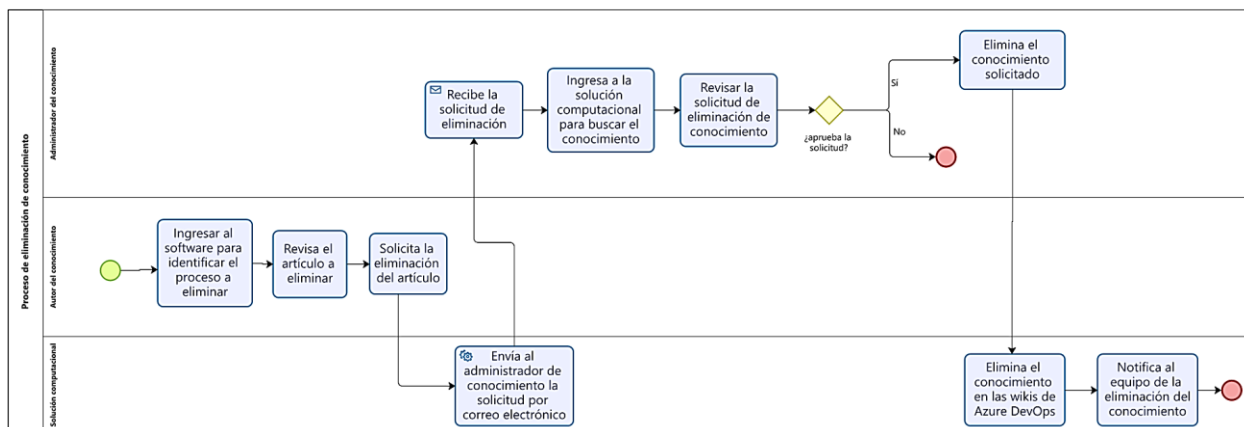 Proceso de eliminación de conocimiento
Administrador del conocimiento
Recibe la
solicitud de
eliminación
Ingresa a la
solución
computacional
para buscar el
conocimiento
Revisar la
solicitud de
eliminación de
conocimiento
¿aprueba la
solicitud?
Sí
No
Elimina el
conocimiento
solicitado
Autor del conocimiento
Ingresar al
software para
identificar el
proceso a
eliminar
Revisa el
artículo a
eliminar
Solicita la
eliminación
del artículo
Solución computacional
Envía al
administrador de
conocimiento la
solicitud por
correo electrónico
Elimina el
conocimiento
en las wikis de
Azure DevOps
Notifica al
equipo de la
eliminación del
conocimiento